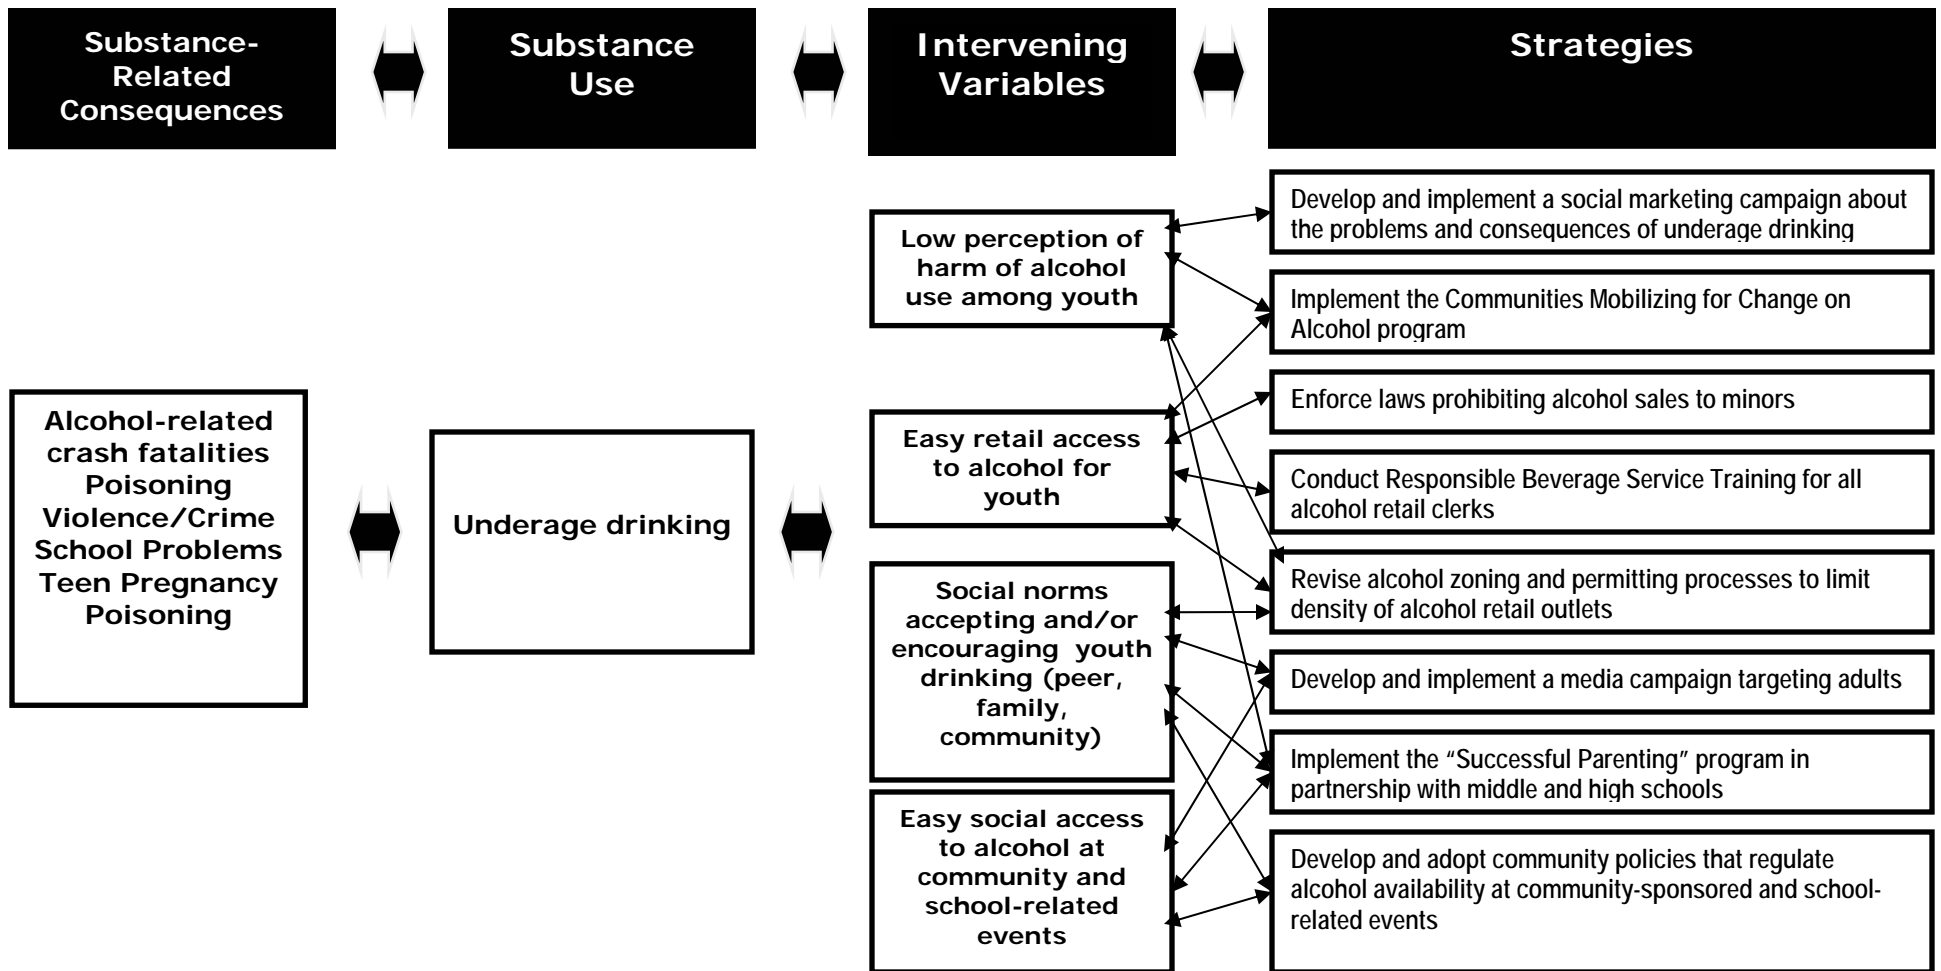 Substance-
Related
Consequences
Substance
Use
Intervening
Variables
Strategies
Alcohol-related
crash fatalities
Poisoning
Violence/Crime
School Problems
Teen Pregnancy
Poisoning
Underage drinking
Low perception of
harm of alcohol
use among youth
Easy retail access
to alcohol for
youth
Social norms
accepting and/or
encouraging youth
drinking (peer,
family,
community)
Easy social access
to alcohol at
community and
school-related
events
Develop and implement a social marketing campaign about
the problems and consequences of underage drinking
Implement the Communities Mobilizing for Change on
Alcohol program
Enforce laws prohibiting alcohol sales to minors
Conduct Responsible Beverage Service Training for all
alcohol retail clerks
Revise alcohol zoning and permitting processes to limit
density of alcohol retail outlets
Develop and implement a media campaign targeting adults
Implement the “Successful Parenting” program in
partnership with middle and high schools
Develop and adopt community policies that regulate
alcohol availability at community-sponsored and school-
related events